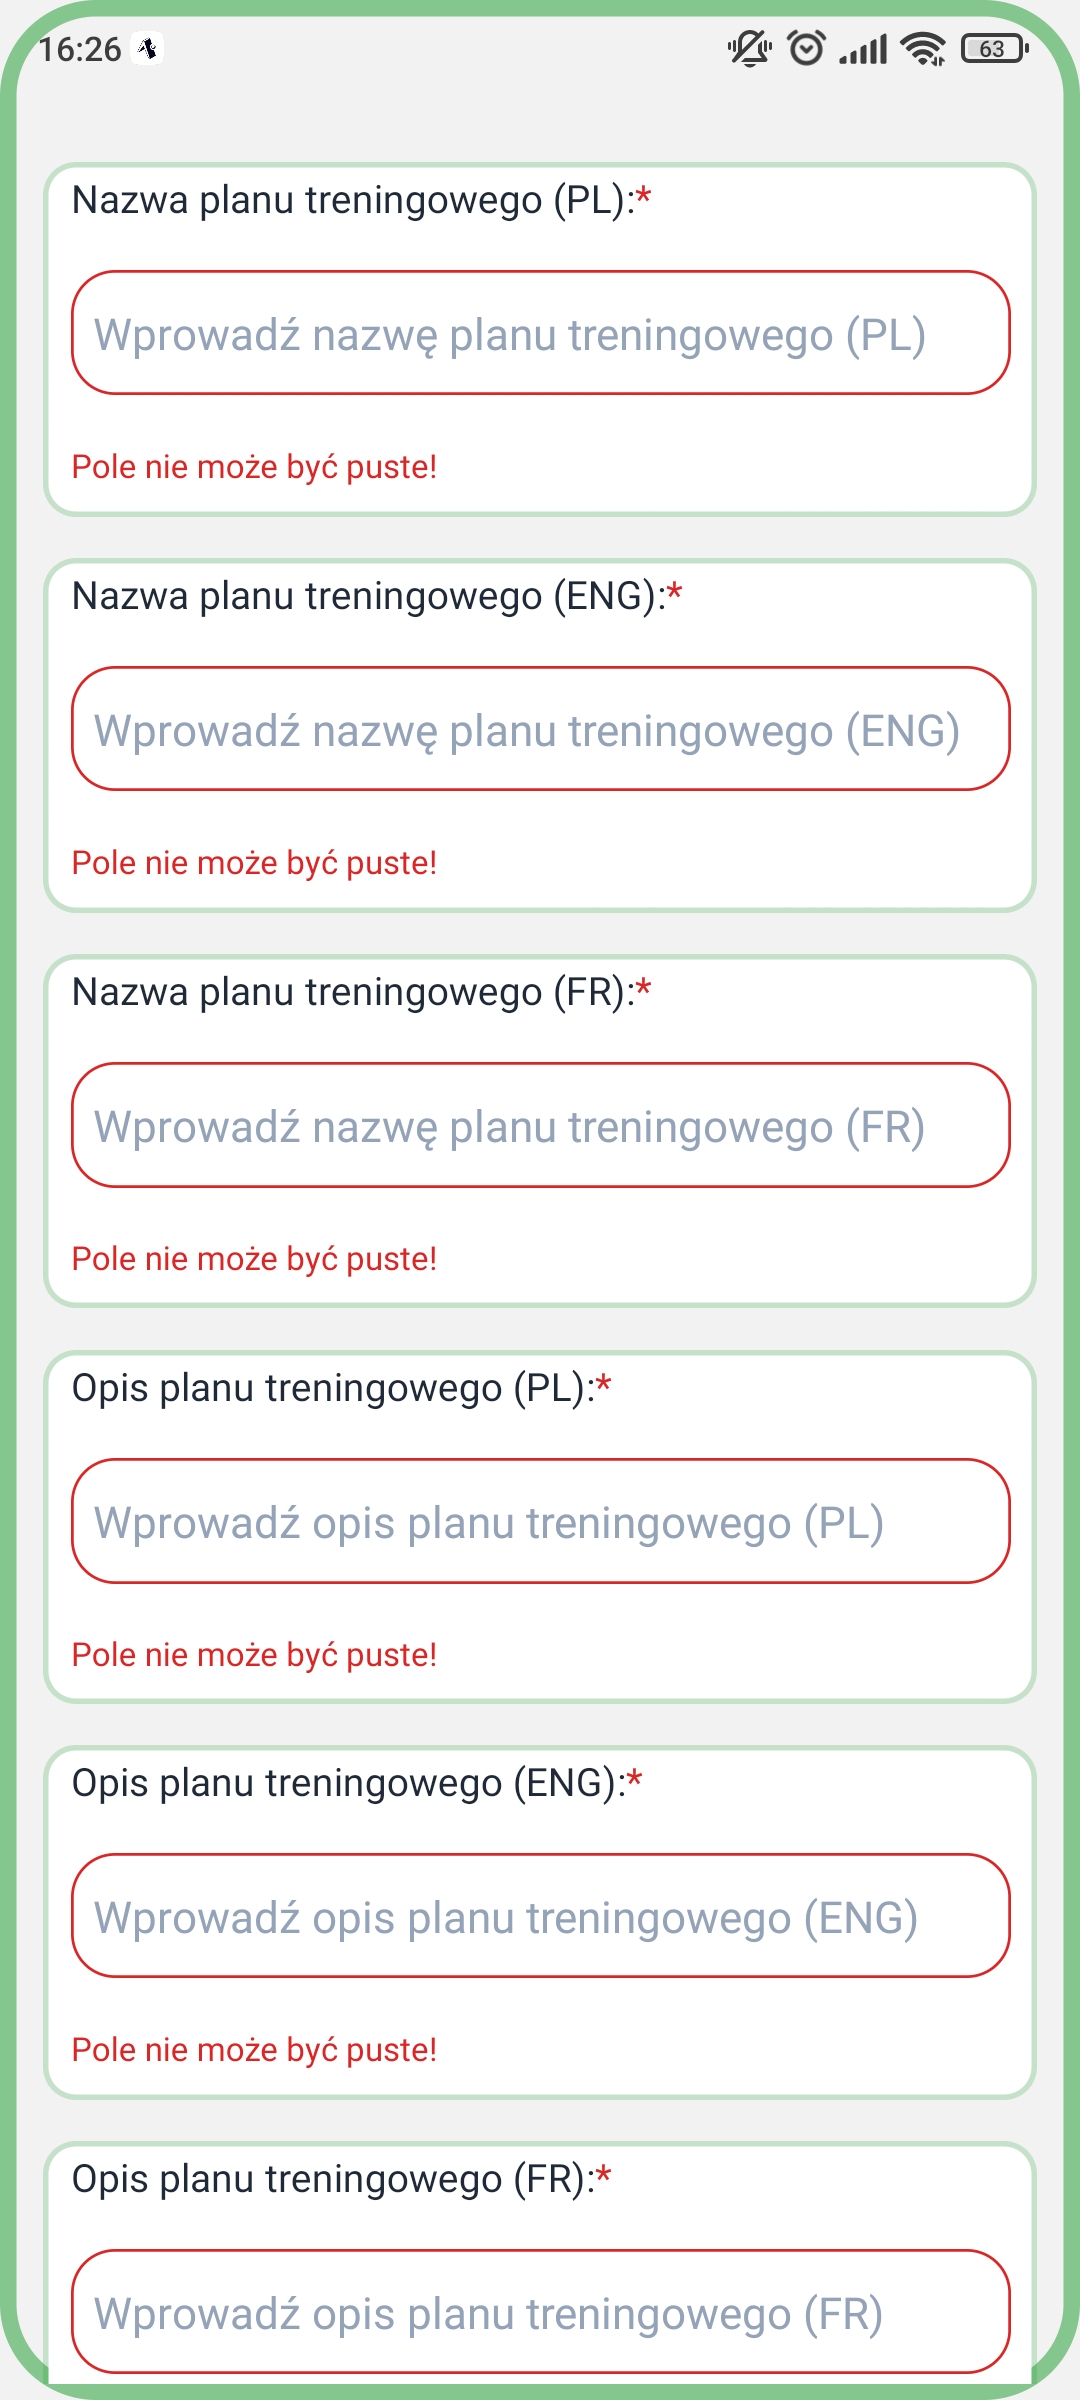 16:26
63
Nazwa planu treningowego (PL):*
Wprowadź nazwę planu treningowego (PL)
Pole nie może być puste!
Nazwa planu treningowego (ENG):*
Wprowadź nazwę planu treningowego (ENG)
Pole nie może być puste!
Nazwa planu treningowego (FR):*
Wprowadź nazwę planu treningowego (FR)
Pole nie może być puste!
Opis planu treningowego (PL):*
Wprowadź opis planu treningowego (PL)
Pole nie może być puste!
Opis planu treningowego (ENG):*
Wprowadź opis planu treningowego (ENG)
Pole nie może być puste!
Opis planu treningowego (FR):*
Wprowadź opis planu treningowego (FR)